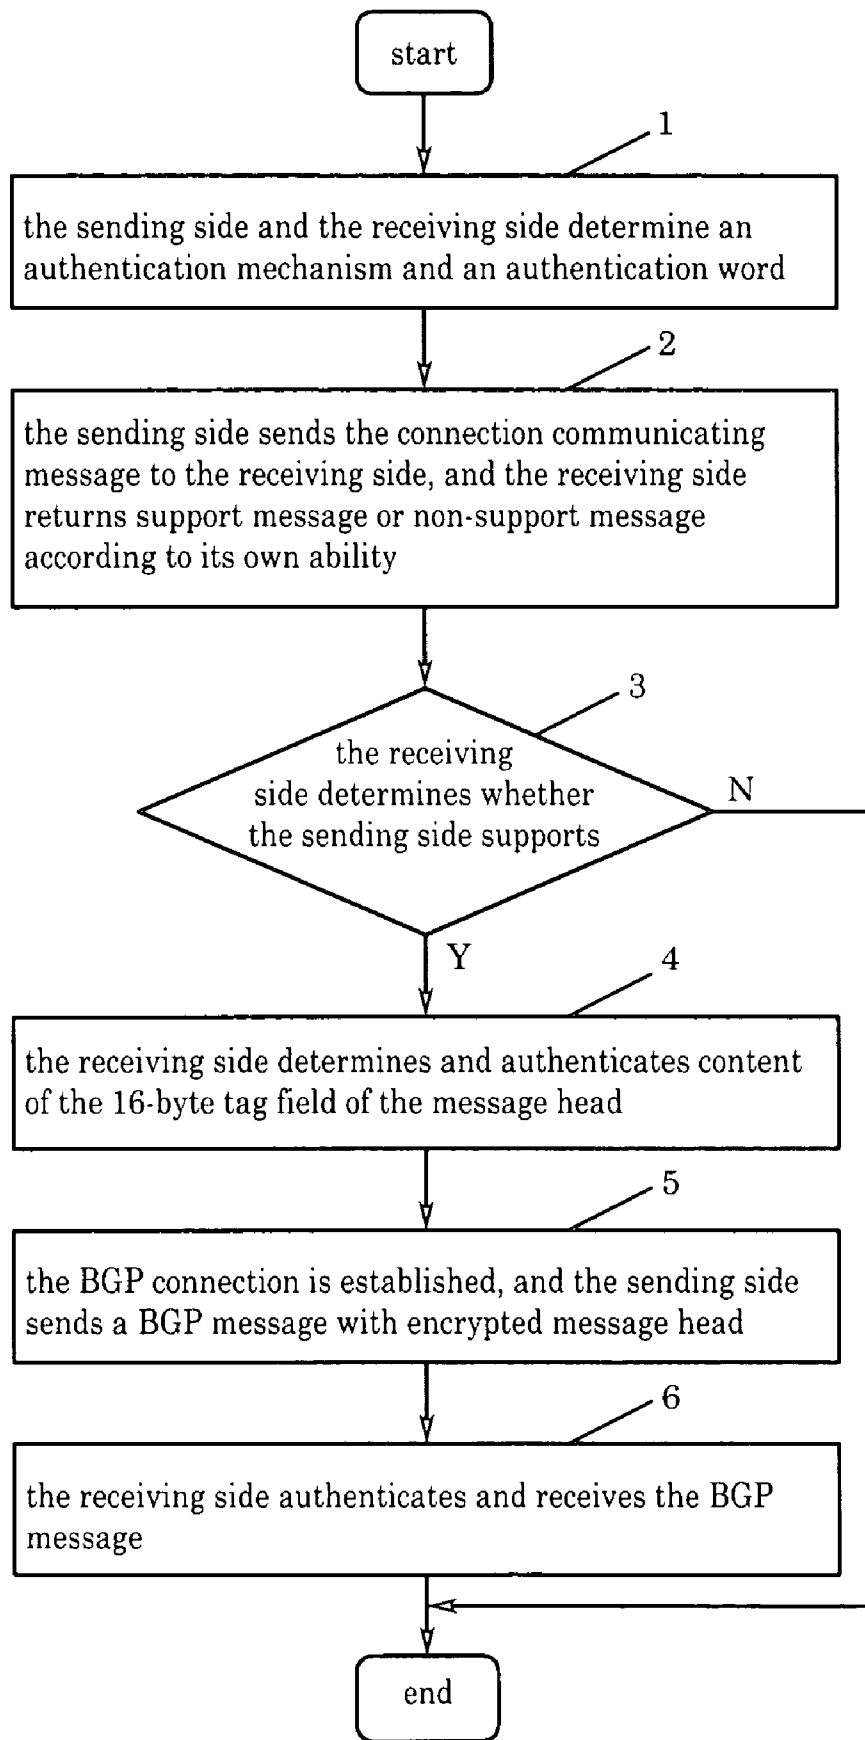 start
1
the sending side and the receiving side determine an
authentication mechanism and an authentication word
2
the sending side sends the connection communicating
message to the receiving side, and the receiving side
returns support message or non-support message
according to its own ability
3
the receiving
side determines whether
the sending side supports
N
Y
4
the receiving side determines and authenticates content
of the 16-byte tag field of the message head
5
the BGP connection is established, and the sending side
sends a BGP message with encrypted message head
6
the receiving side authenticates and receives the BGP
message
end